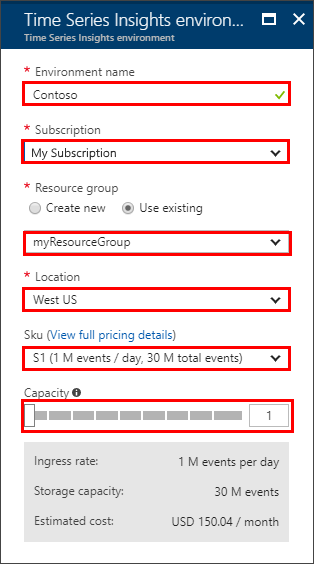 Time Series Insights environ...
Time Series Insights environment
* Environment name
Contoso
* Subscription
My Subscription
* Resource group
Create new Use existing
myResourceGroup
* Location
West US
Sku (View full pricing details)
S1 (1 M events / day, 30 M total events)
Capacity
1
Ingress rate: 1 M events per day
Storage capacity: 30 M events
Estimated cost: USD 150.04 / month